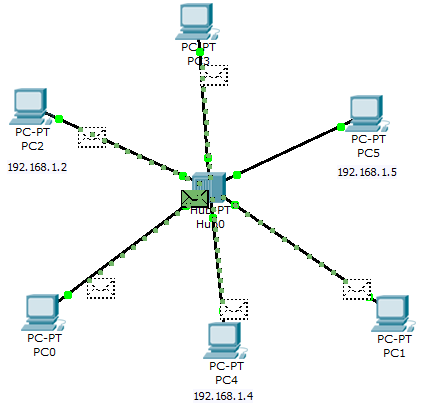 PC-PT
PC3
PC-PT
PC2
192.168.1.2
PC-PT
PC5
192.168.1.5
Hub-PT
Hub0
PC-PT
PC0
PC-PT
PC4
192.168.1.4
PC-PT
PC1